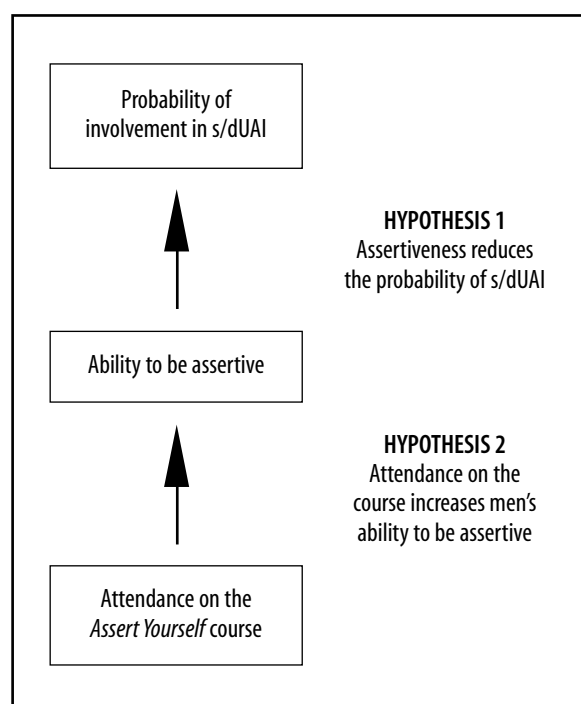 Probability of
involvement in s/dUAI
HYPOTHESIS 1
Assertiveness reduces
the probability of s/dUAI
Ability to be assertive
HYPOTHESIS 2
Attendance on the
course increases men’s
ability to be assertive
Attendance on the
Assert Yourself course